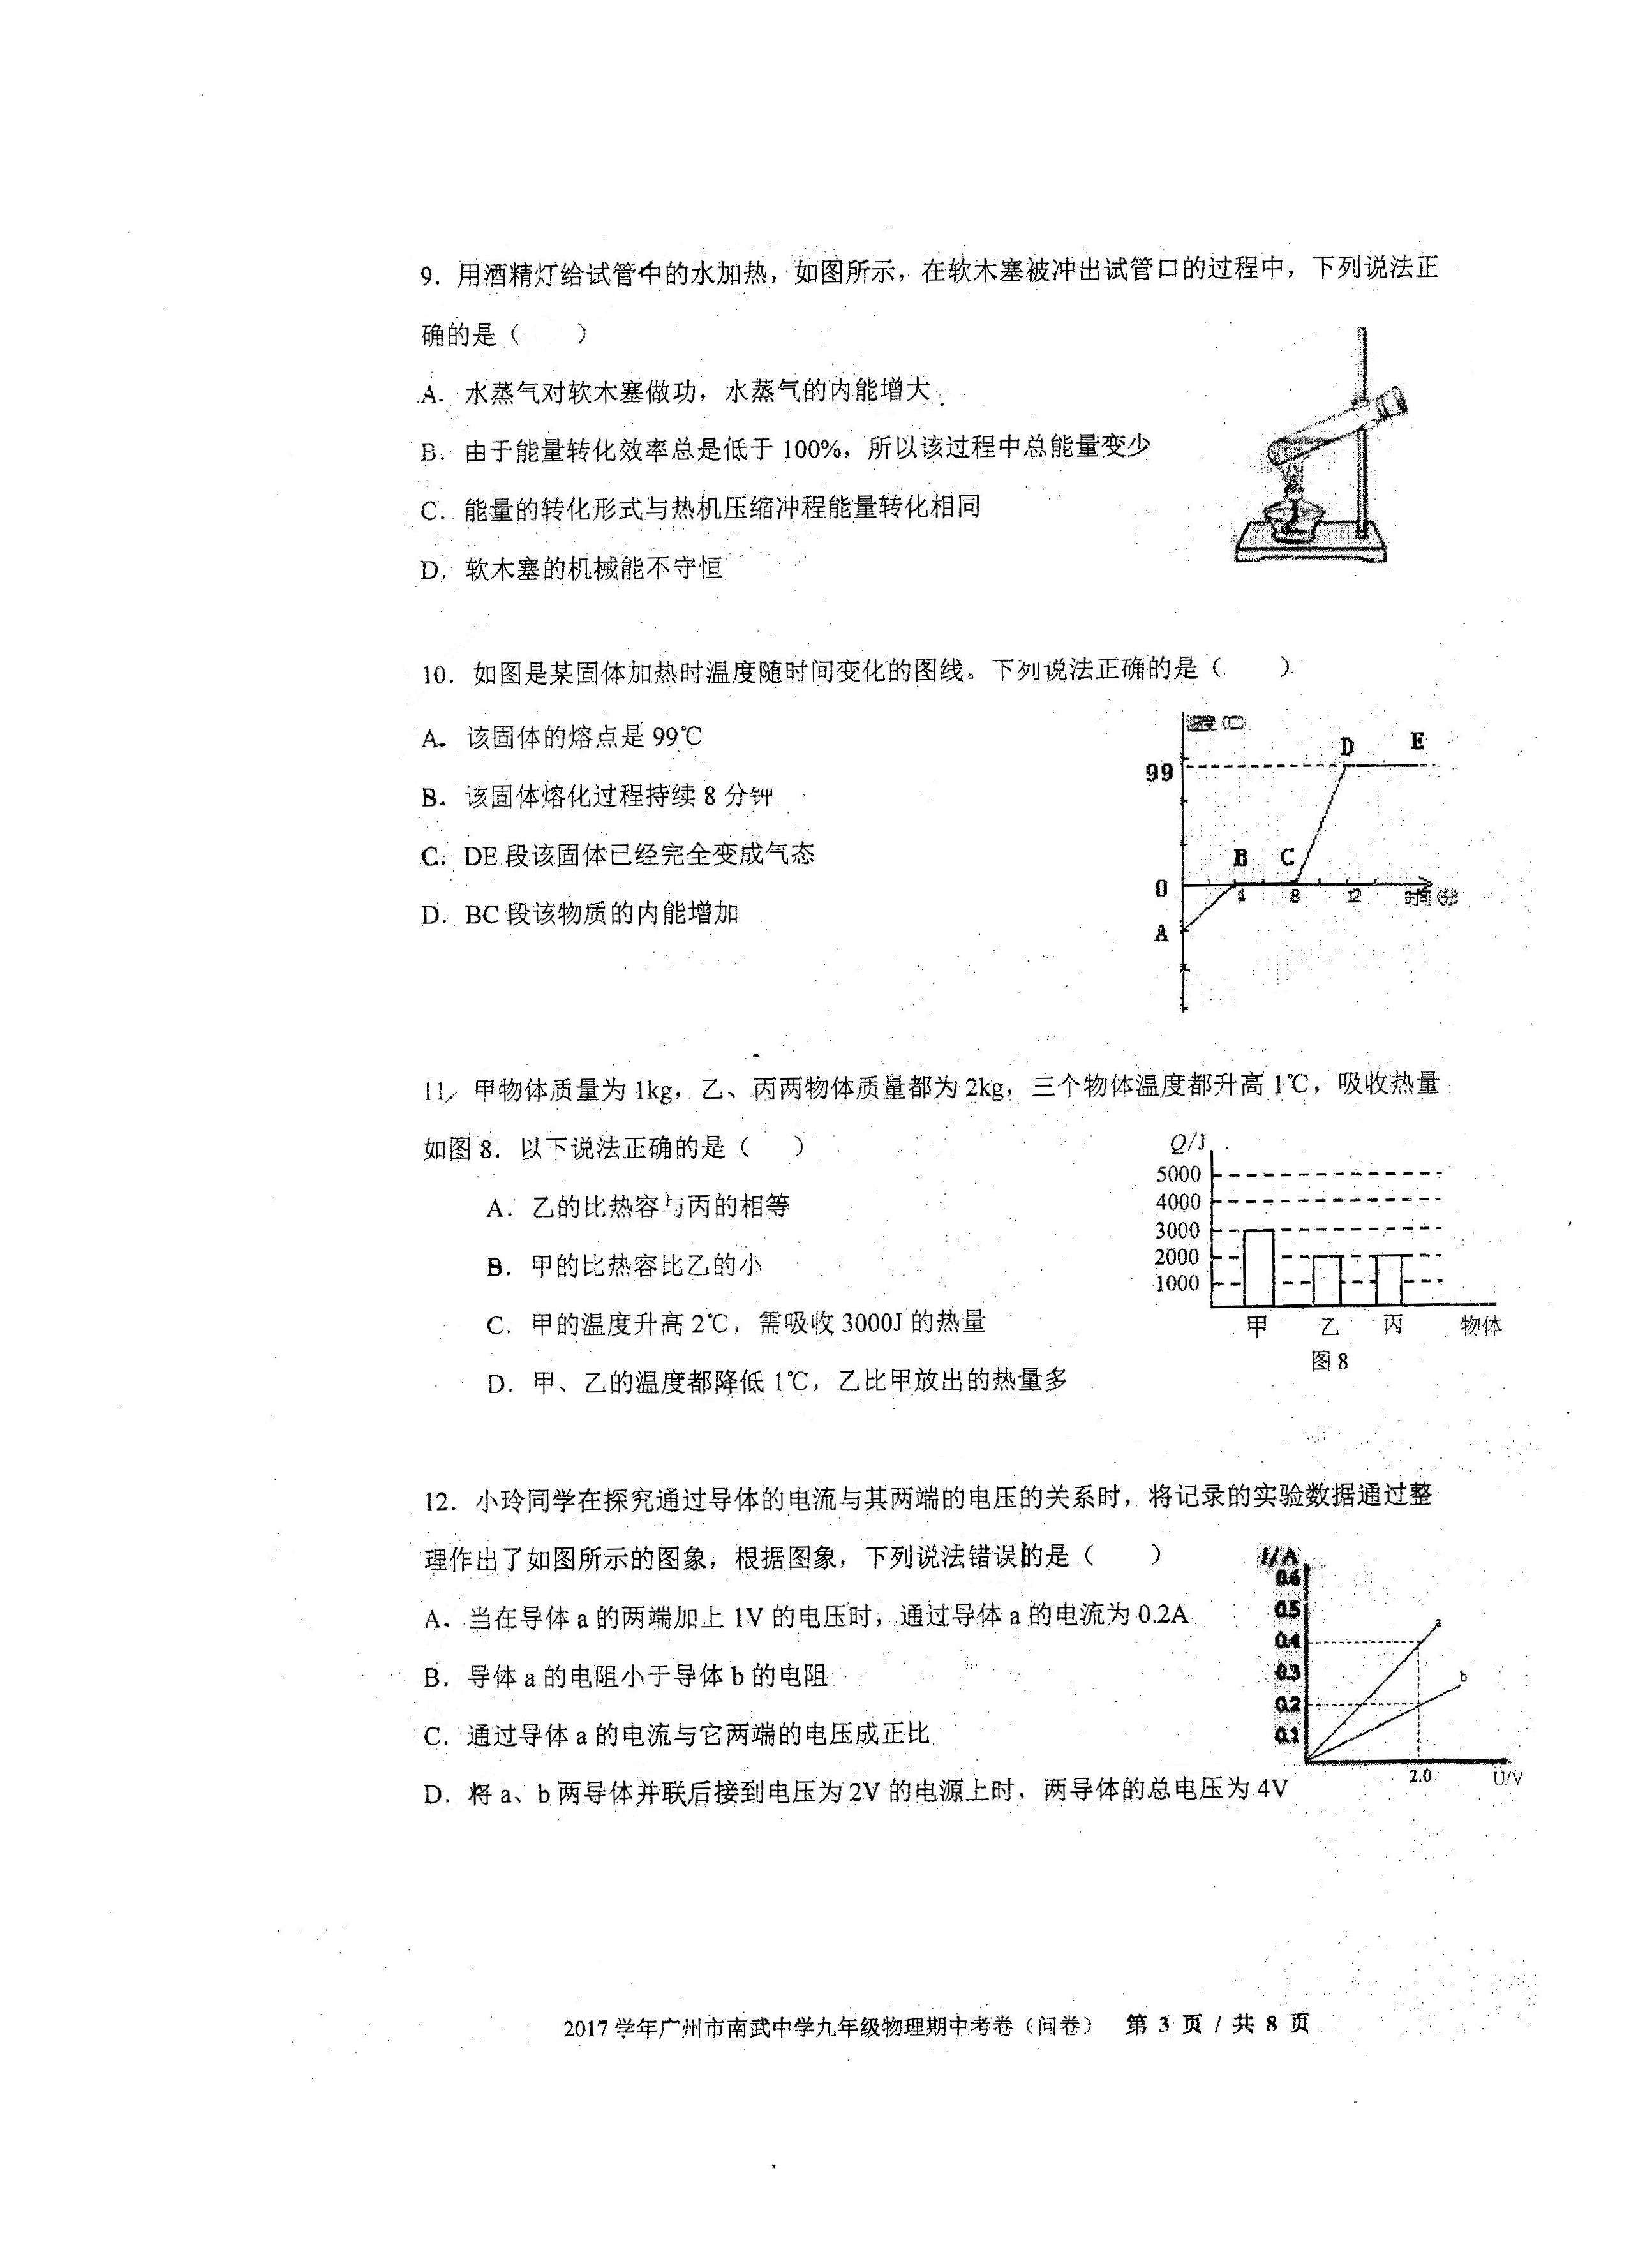 9. 用酒精灯给试管中的水加热，如图所示，在软木塞被冲出试管口的过程中，下列说法正
确的是（　　）
A. 水蒸气对软木塞做功，水蒸气的内能增大
B. 由于能量转化效率总是低于 100%，所以该过程中总能量变少
C. 能量的转化形式与热机压缩冲程能量转化相同
D. 软木塞的机械能不守恒
10. 如图是某固体加热时温度随时间变化的图线。下列说法正确的是（　　）
A. 该固体的熔点是 99℃
B. 该固体熔化过程持续 8 分钟
C. DE 段该固体已经完全变成气态
D. BC 段该物质的内能增加
温度
D E
99
B C
0
4 8 12 时间
A
11. 甲物体质量为 1kg，乙、丙两物体质量都为 2kg，三个物体温度都升高 1℃，吸收热量
如图 8. 以下说法正确的是（　　）
A. 乙的比热容与丙的相等
B. 甲的比热容比乙的小
C. 甲的温度升高 2℃，需吸收 3000J 的热量
D. 甲、乙的温度都降低 1℃，乙比甲放出的热量多
Q/J
5000
4000
3000
2000
1000
甲 乙 丙 物体
图 8
12. 小玲同学在探究通过导体的电流与其两端的电压的关系时，将记录的实验数据通过整
理作出了如图所示的图象，根据图象，下列说法错误的是（　　）
A. 当在导体 a 的两端加上 1V 的电压时，通过导体 a 的电流为 0.2A
B. 导体 a 的电阻小于导体 b 的电阻
C. 通过导体 a 的电流与它两端的电压成正比
D. 将 a、b 两导体并联后接到电压为 2V 的电源上时，两导体的总电压为 4V
I/A
0.6
0.5
a
0.4
0.3
b
0.2
0.1
2.0 U/V
2017 学年广州市南武中学九年级物理期中考卷（问卷） 第 3 页 / 共 8 页